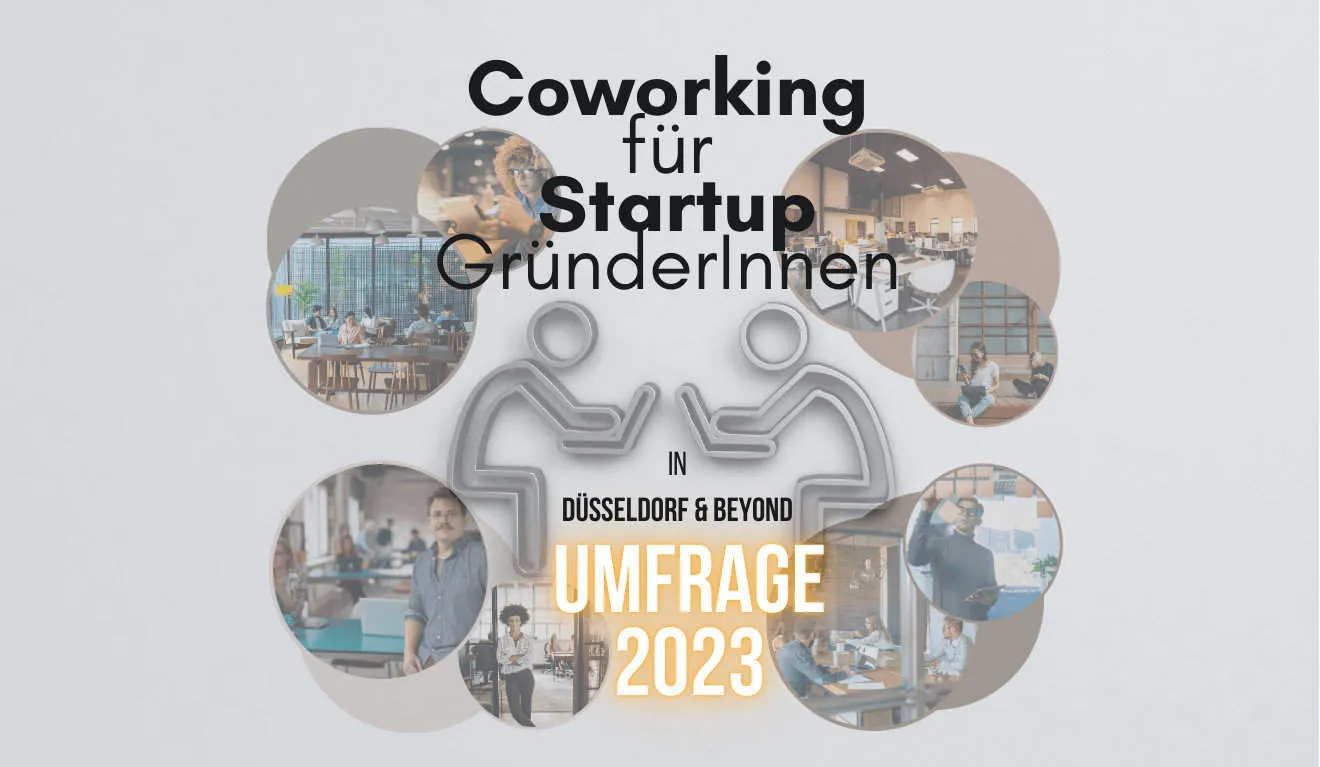 Coworking
für
Startup
GründerInnen
IN
DÜSSELDORF & BEYOND
UMFRAGE
2023